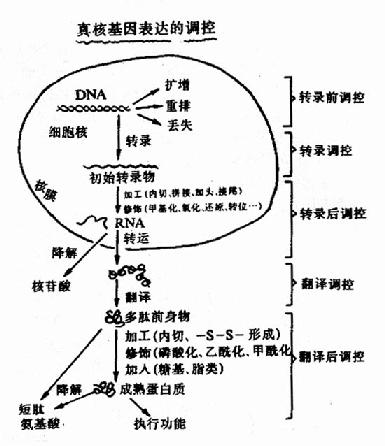 真核基因表达的调控
DNA
扩增
重排
丢失
转录前调控
细胞核
转录
转录调控
初始转录物
核膜
加工(内切、拼接、加头、接尾)
修饰(甲基化、氧化、还原、转位…)
转录后调控
RNA
转运
降解
核苷酸
翻译
翻译调控
多肽前身物
加工(内切、-S-S-形成)
修饰(磷酸化、乙酰化、甲酰化
加入(糖基、脂类)
翻译后调控
降解
成熟蛋白质
短肽
氨基酸
执行功能